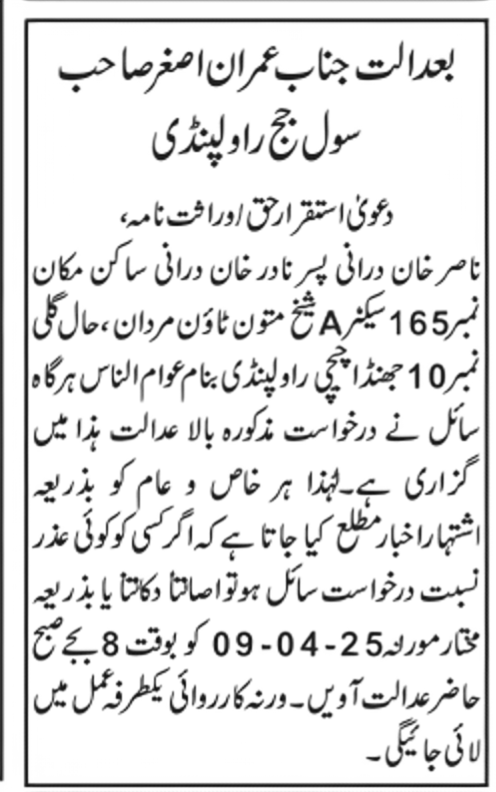 بعدالت جناب عمران اصغر صاحب
سول جج راولپنڈی
دعویٰ استقرار حق / وراثت نامہ،
ناصر خان درانی پسر نادر خان درانی ساکن مکان
نمبر 165 سیکٹر A شیخ متون ٹاؤن مردان، حال گلی
نمبر 10 جھنڈا چیچی راولپنڈی بنام عوام الناس ہرگاہ
سائل نے درخواست مذکورہ بالا عدالت ہذا میں
گزاری ہے۔ لہٰذا ہر خاص و عام کو بذریعہ
اشتہار اخبار مطلع کیا جاتا ہے کہ اگر کسی کو کوئی عذر
نسبت درخواست سائل ہو تو اصالتاً دکالتاً یا بذریعہ
مختار مورخہ 25-04-09 کو بوقت 8 بجے صبح
حاضر عدالت آویں۔ ورنہ کارروائی یکطرفہ عمل میں
لائی جائیگی۔